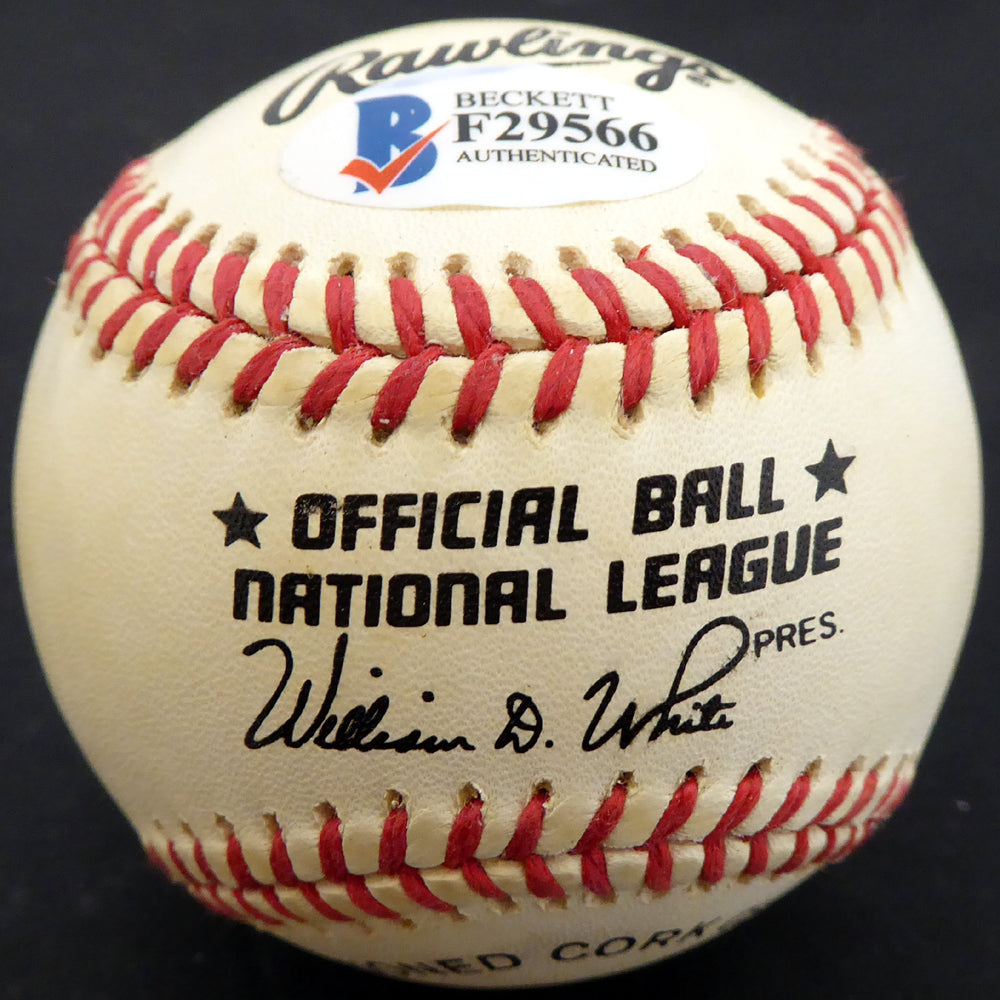 Rawlings
BECKETT
F29566
AUTHENTICATED
★ OFFICIAL BALL ★
NATIONAL LEAGUE
William D. White PRES.